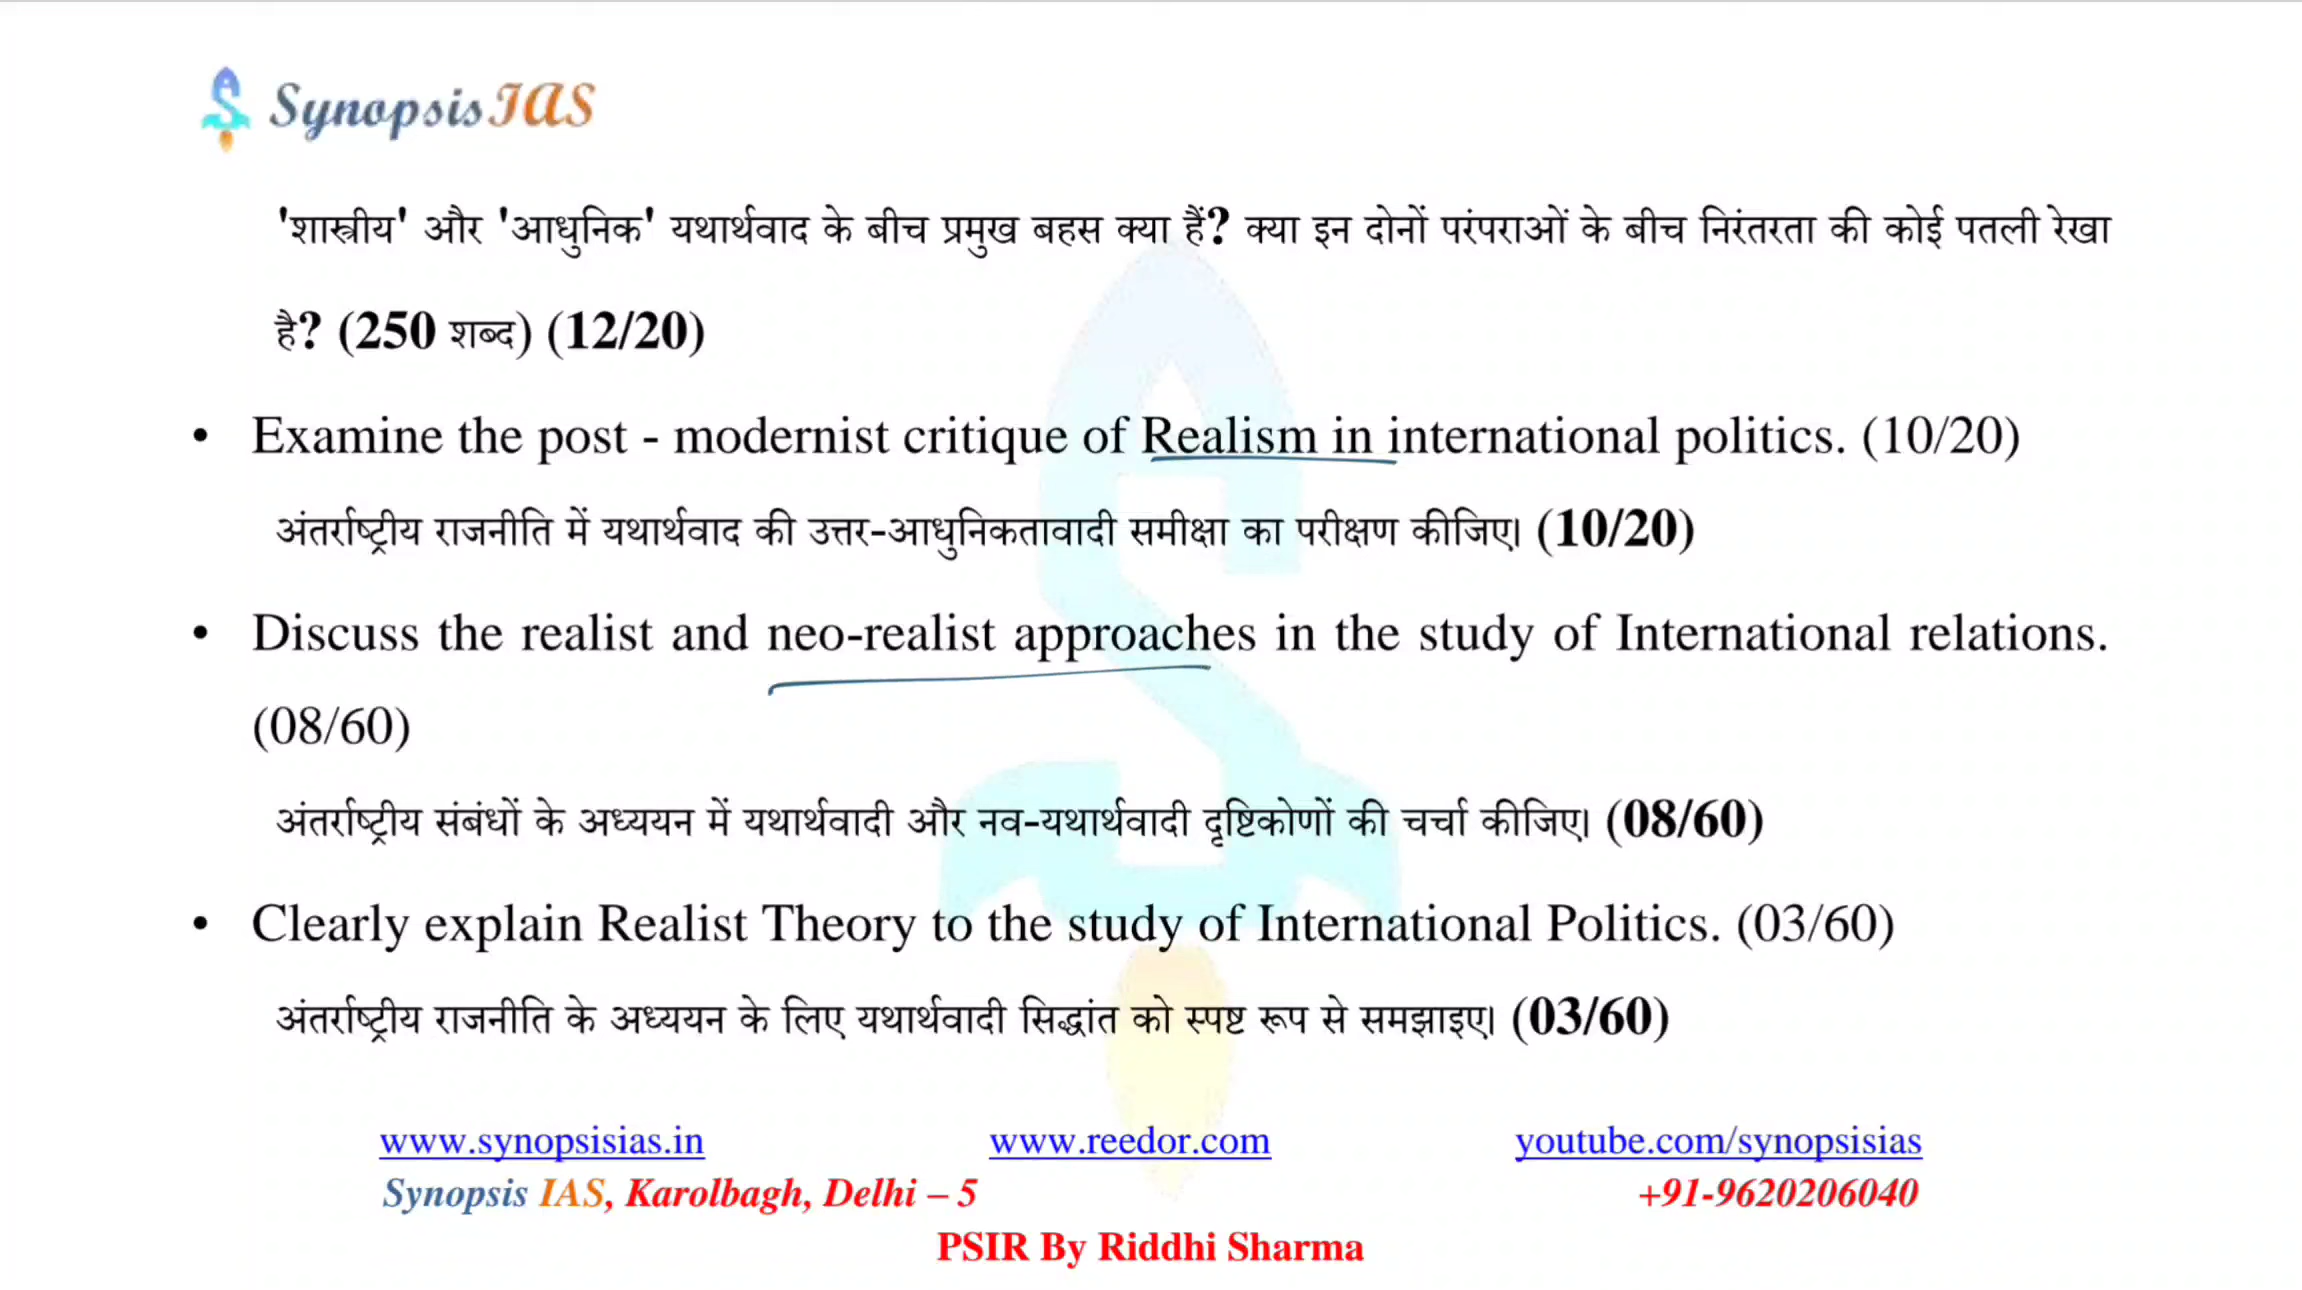 Synopsis IAS
'शास्त्रीय' और 'आधुनिक' यथार्थवाद के बीच प्रमुख बहस क्या हैं? क्या इन दोनों परंपराओं के बीच निरंतरता की कोई पतली रेखा
है? (250 शब्द) (12/20)
• Examine the post - modernist critique of Realism in international politics. (10/20)
अंतर्राष्ट्रीय राजनीति में यथार्थवाद की उत्तर-आधुनिकतावादी समीक्षा का परीक्षण कीजिए। (10/20)
• Discuss the realist and neo-realist approaches in the study of International relations.
(08/60)
अंतर्राष्ट्रीय संबंधों के अध्ययन में यथार्थवादी और नव-यथार्थवादी दृष्टिकोणों की चर्चा कीजिए। (08/60)
• Clearly explain Realist Theory to the study of International Politics. (03/60)
अंतर्राष्ट्रीय राजनीति के अध्ययन के लिए यथार्थवादी सिद्धांत को स्पष्ट रूप से समझाइए। (03/60)
www.synopsisias.in www.reedor.com youtube.com/synopsisias
Synopsis IAS, Karolbagh, Delhi – 5 +91-9620206040
PSIR By Riddhi Sharma